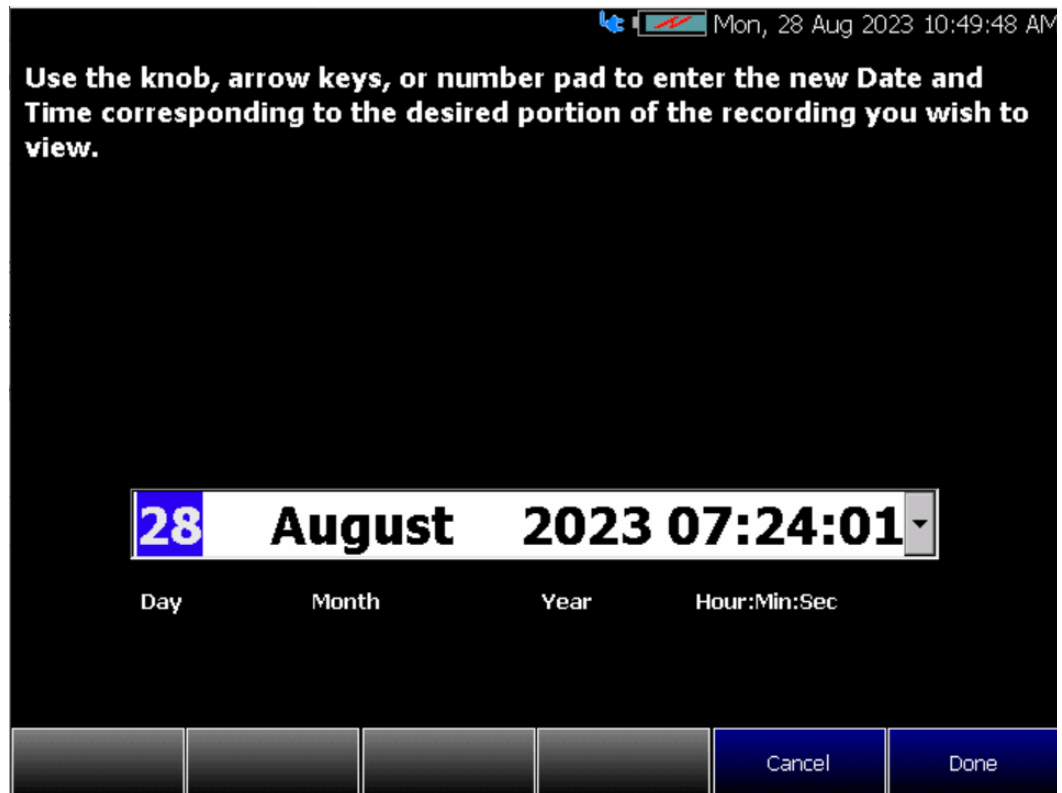 Mon, 28 Aug 2023 10:49:48 AM
Use the knob, arrow keys, or number pad to enter the new Date and
Time corresponding to the desired portion of the recording you wish to
view.
28 August 2023 07:24:01
Day Month Year Hour:Min:Sec
Cancel Done